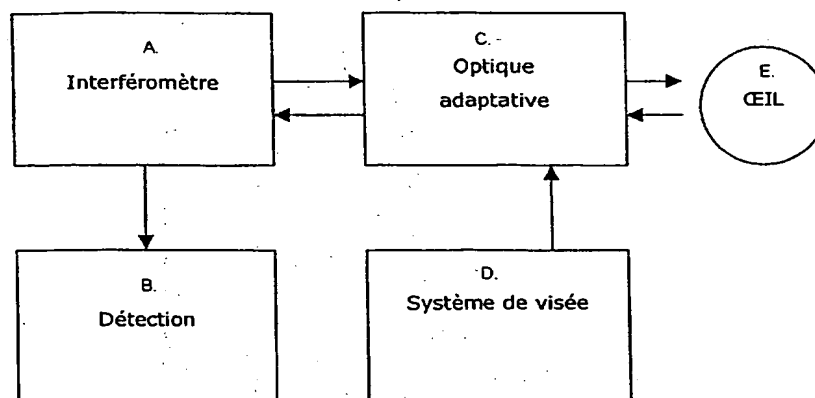 A.
Interféromètre
C.
Optique
adaptative
E.
ŒIL
B.
Détection
D.
Système de visée